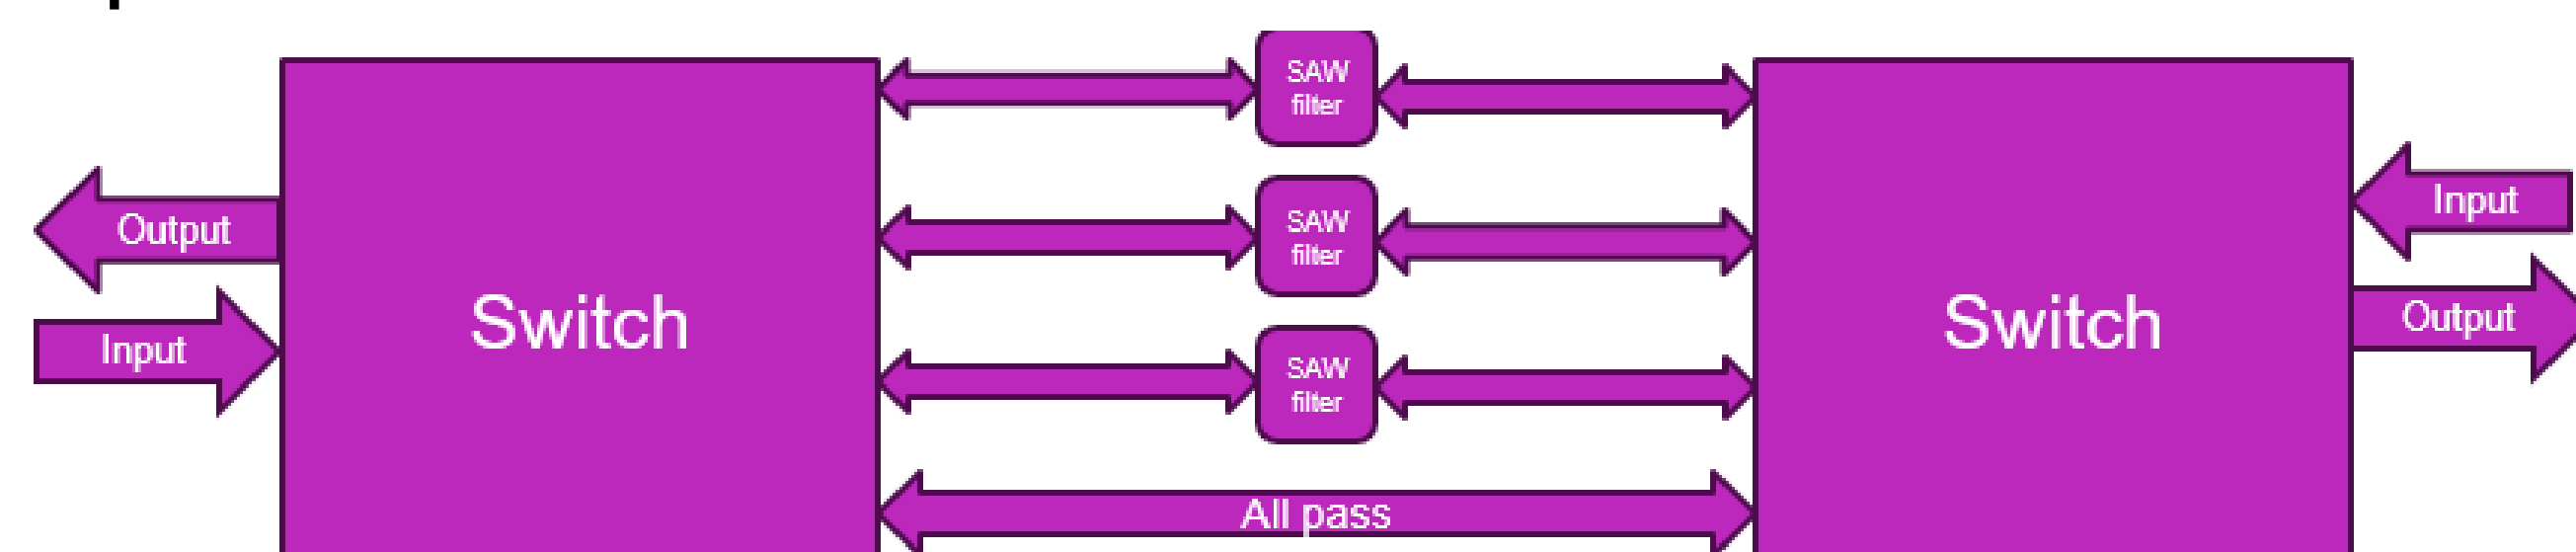 SAW
filter
Output
Input
Switch
SAW
filter
Switch
Input
Output
SAW
filter
All pass